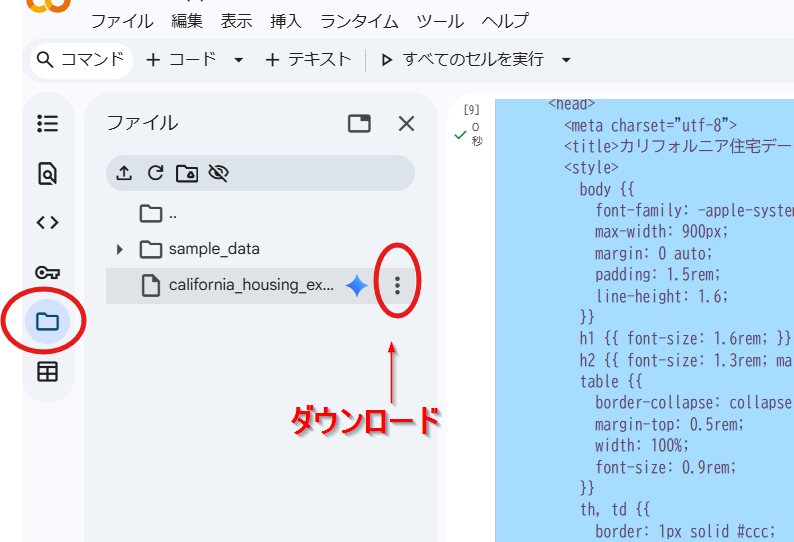 ファイル 編集 表示 挿入 ランタイム ツール ヘルプ
コマンド + コード + テキスト すべてのセルを実行
ファイル
..
sample_data
california_housing_ex...
ダウンロード
[9]
0
秒
<head>
<meta charset="utf-8">
<title>カリフォルニア住宅デー
<style>
body {{
font-family: -apple-system
max-width: 900px;
margin: 0 auto;
padding: 1.5rem;
line-height: 1.6;
}}
h1 {{ font-size: 1.6rem; }}
h2 {{ font-size: 1.3rem; ma
table {{
border-collapse: collapse
margin-top: 0.5rem;
width: 100%;
font-size: 0.9rem;
}}
th, td {{
border: 1px solid #ccc;